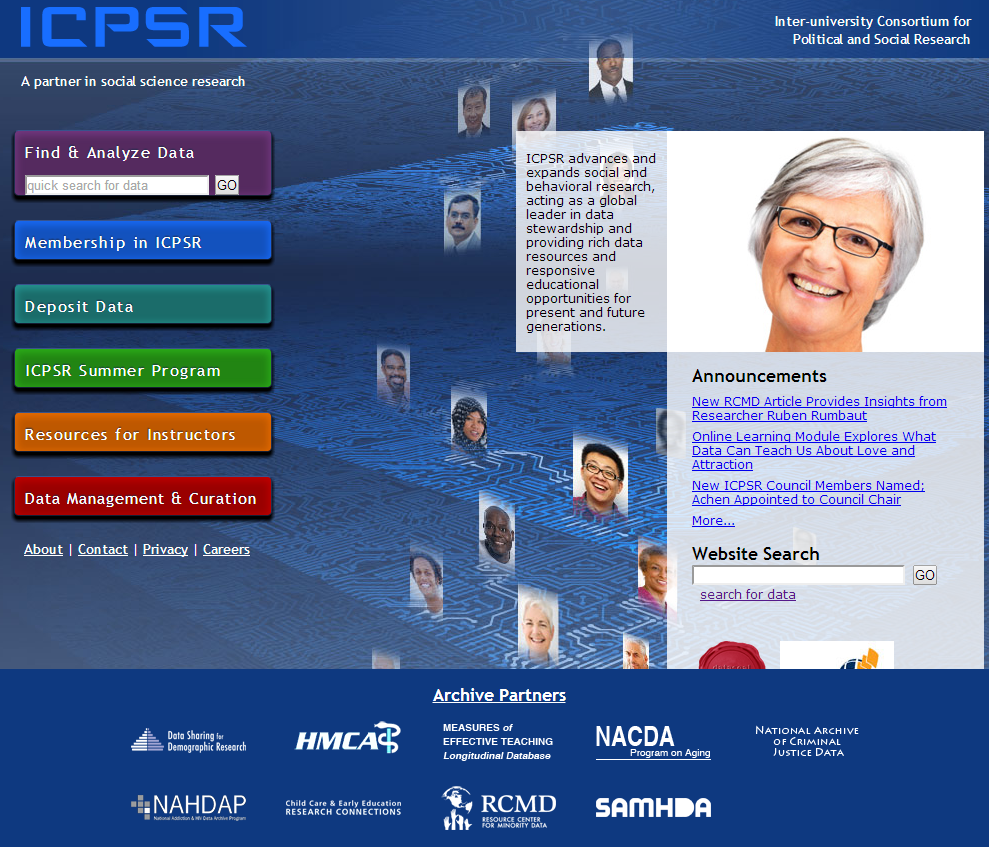 ICPSR
Inter-university Consortium for
Political and Social Research
A partner in social science research
Find & Analyze Data
quick search for data
GO
Membership in ICPSR
Deposit Data
ICPSR Summer Program
Resources for Instructors
Data Management & Curation
About | Contact | Privacy | Careers
ICPSR advances and
expands social and
behavioral research,
acting as a global
leader in data
stewardship and
providing rich data
resources and
responsive
educational
opportunities for
present and future
generations.
Announcements
New RCMD Article Provides Insights from
Researcher Ruben Rumbaut
Online Learning Module Explores What
Data Can Teach Us About Love and
Attraction
New ICPSR Council Members Named;
Achen Appointed to Council Chair
More...
Website Search
GO
search for data
Archive Partners
Data Sharing for
Demographic Research
HMCA
MEASURES of
EFFECTIVE TEACHING
Longitudinal Database
NACDA
Program on Aging
National Archive
of Criminal
Justice Data
NAHDAP
National Addiction & HIV Data Archive Program
Child Care & Early Education
RESEARCH CONNECTIONS
RCMD
RESOURCE CENTER
FOR MINORITY DATA
SAMHDA